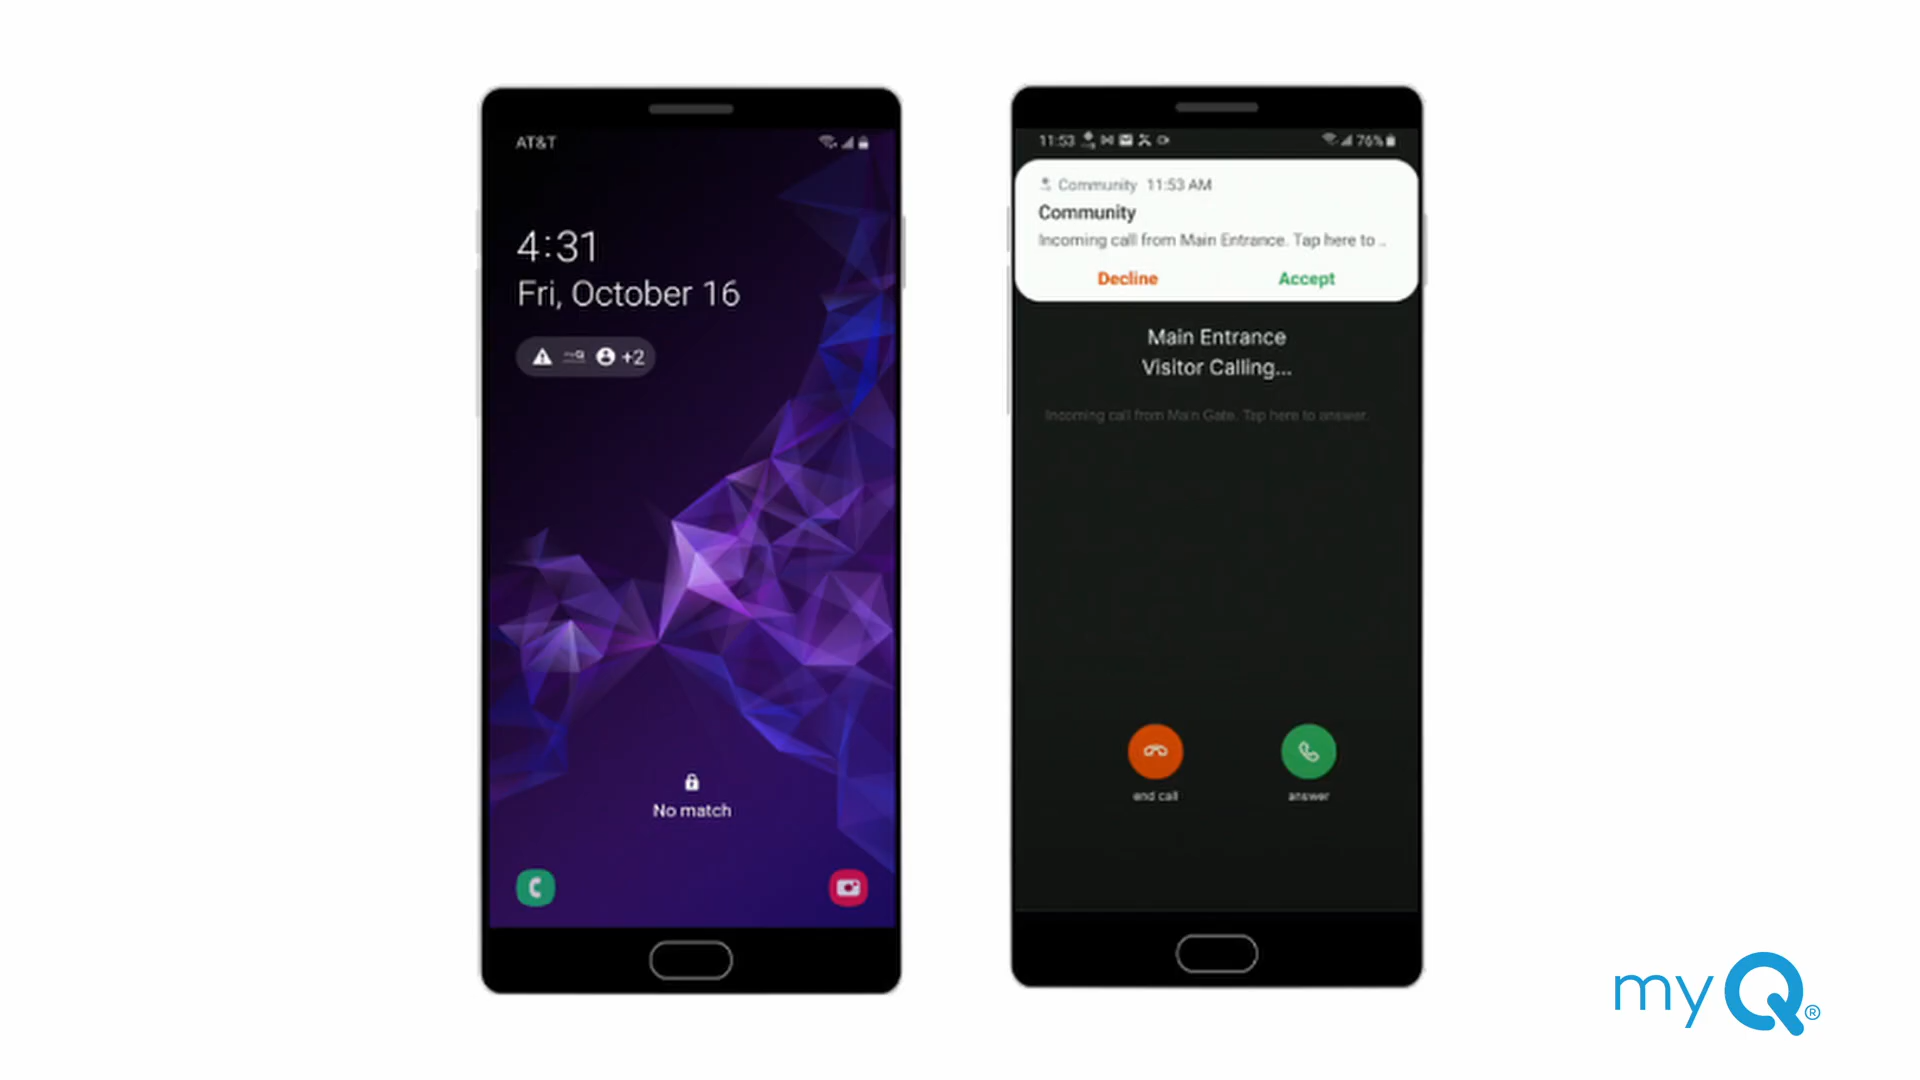 AT&T
4:31
Fri, October 16
myQ
+2
No match
11:53
76%
Community 11:53 AM
Community
Incoming call from Main Entrance. Tap here to ..
Decline Accept
Main Entrance
Visitor Calling...
Incoming call from Main Gate. Tap here to answer.
end call answer
myQ®